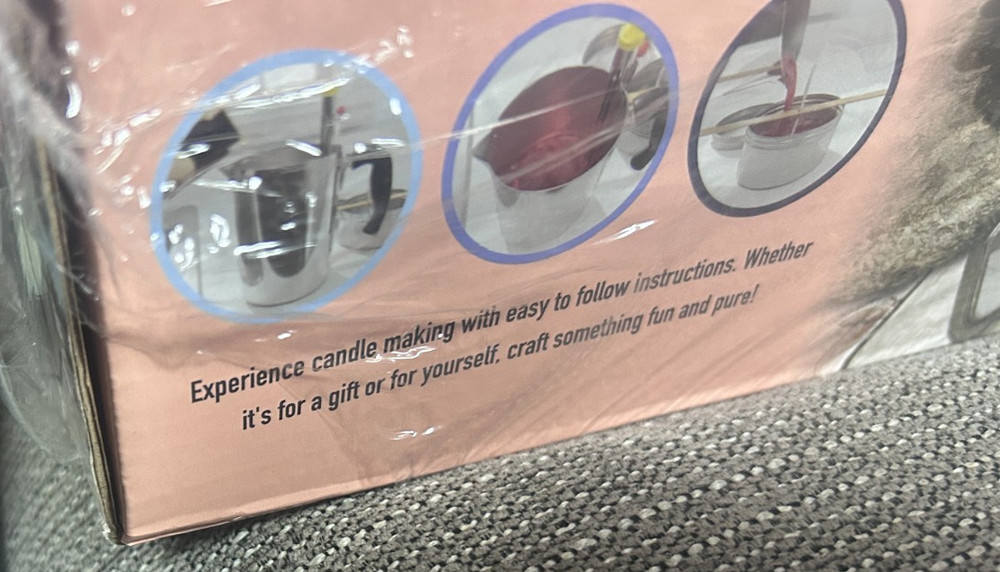 Experience candle making with easy to follow instructions. Whether
it's for a gift or for yourself, craft something fun and pure!